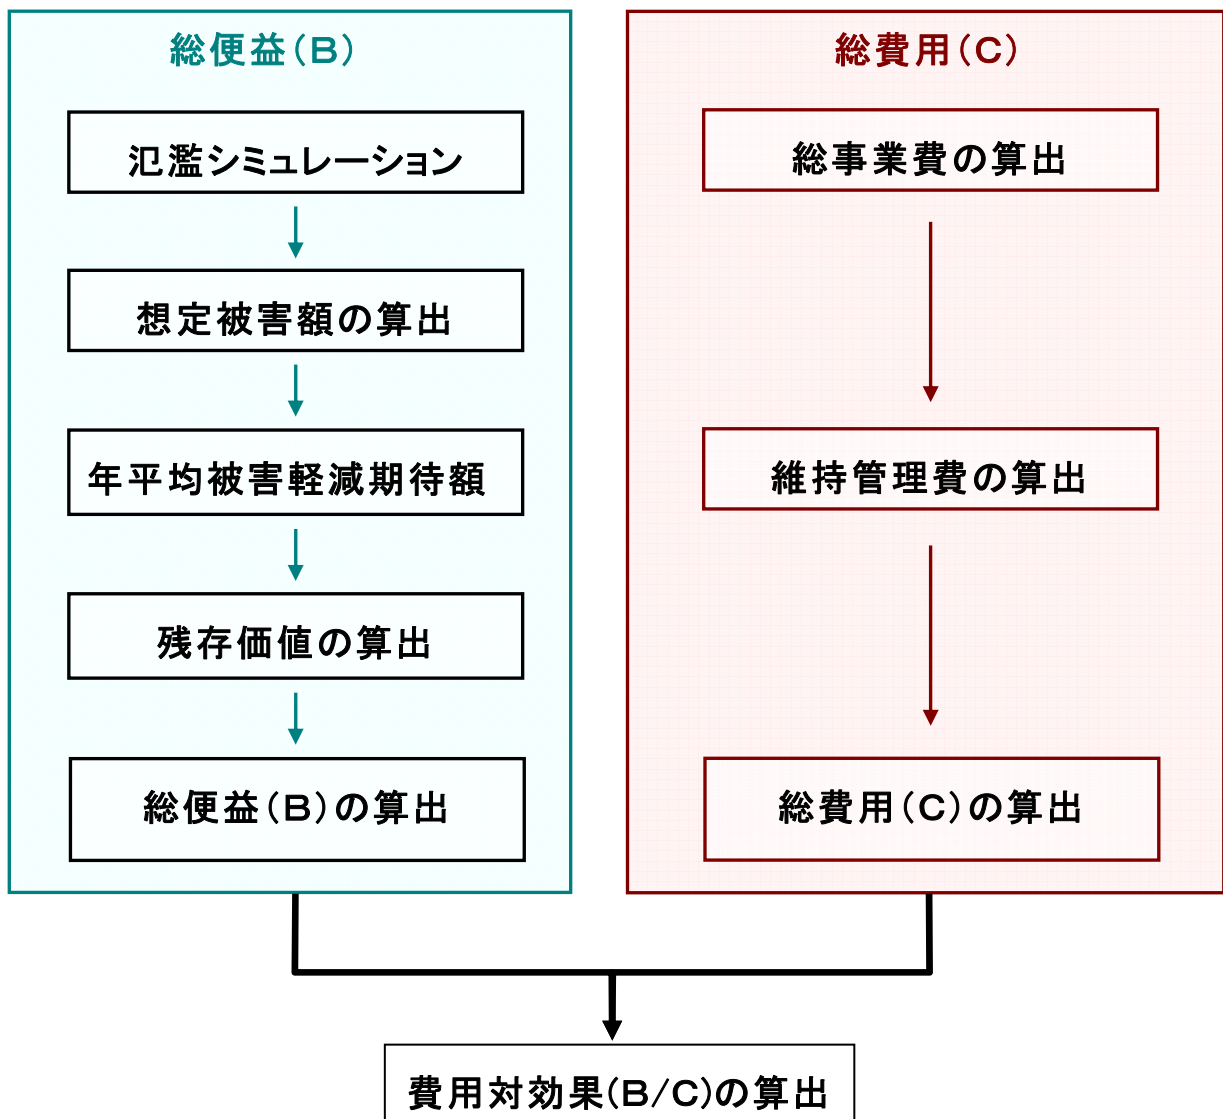 総便益(B)
氾濫シミュレーション
想定被害額の算出
年平均被害軽減期待額
残存価値の算出
総便益(B)の算出
総費用(C)
総事業費の算出
維持管理費の算出
総費用(C)の算出
費用対効果(B/C)の算出